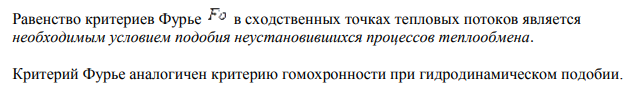 Равенство критериев Фурье Fo в сходственных точках тепловых потоков является
необходимым условием подобия неустановившихся процессов теплообмена.
Критерий Фурье аналогичен критерию гомохронности при гидродинамическом подобии.